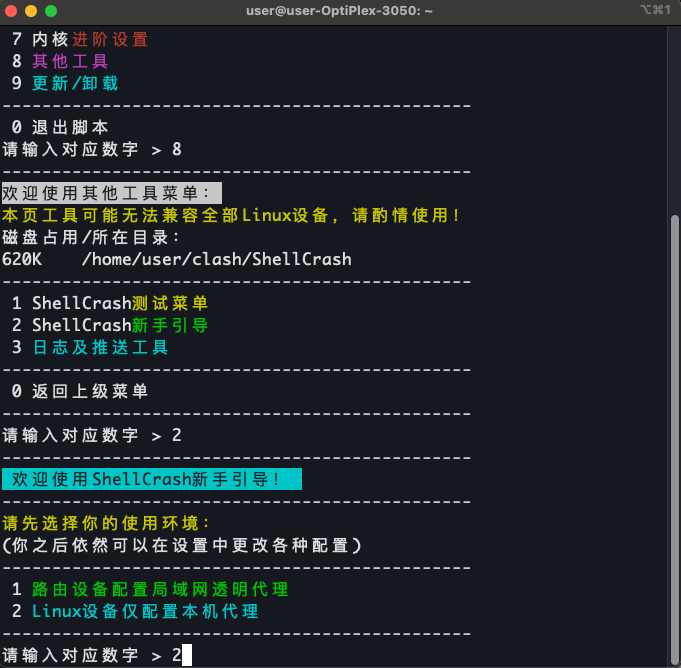 user@user-OptiPlex-3050: ~
⌥⌘1
7 内核进阶设置
8 其他工具
9 更新/卸载
-----------------------------------------------
0 退出脚本
请输入对应数字 > 8
-----------------------------------------------
欢迎使用其他工具菜单：
本页工具可能无法兼容全部Linux设备，请酌情使用！
磁盘占用/所在目录：
620K /home/user/clash/ShellCrash
-----------------------------------------------
1 ShellCrash测试菜单
2 ShellCrash新手引导
3 日志及推送工具
-----------------------------------------------
0 返回上级菜单
-----------------------------------------------
请输入对应数字 > 2
-----------------------------------------------
欢迎使用ShellCrash新手引导！
-----------------------------------------------
请先选择你的使用环境：
(你之后依然可以在设置中更改各种配置)
-----------------------------------------------
1 路由设备配置局域网透明代理
2 Linux设备仅配置本机代理
-----------------------------------------------
请输入对应数字 > 2